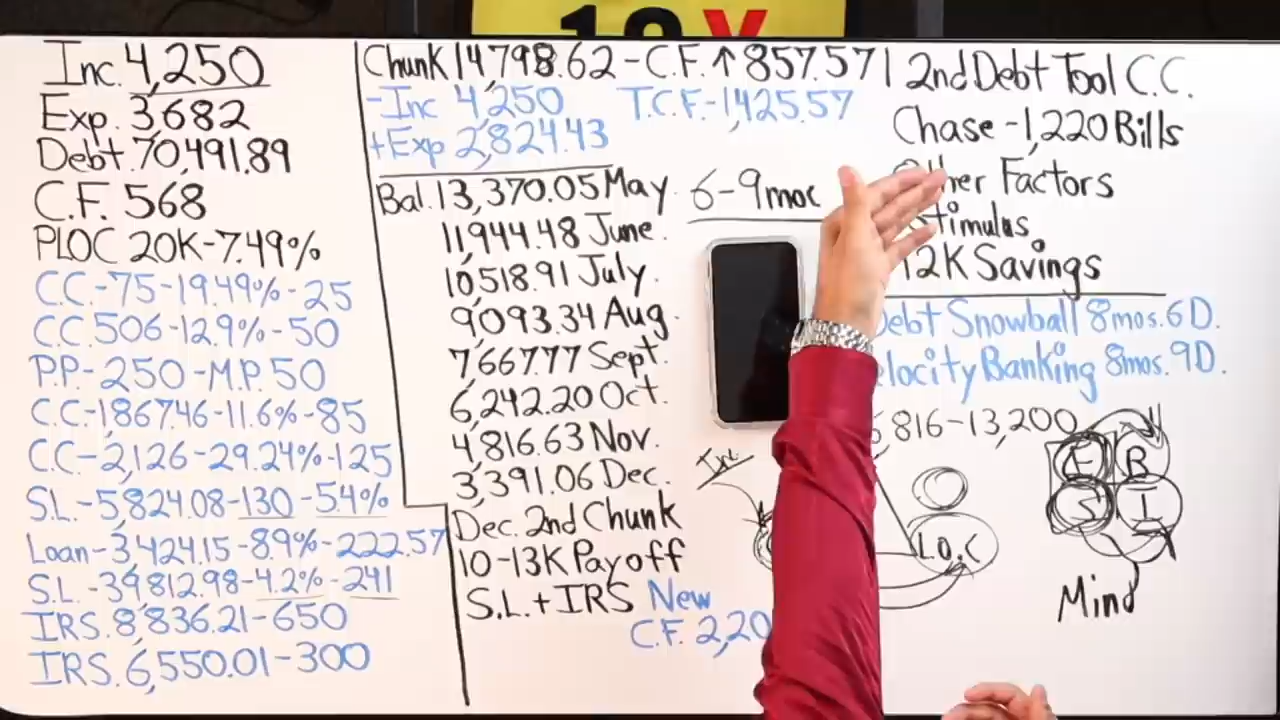 Inc. 4,250
Exp. 3,682
Debt. 70,491.89
C.F. 568
PLOC 20K-7.49%
C.C.-75-19.49%-25
C.C. 506-12.9%-50
P.P.-250-M.P. 50
C.C.-1,867.46-11.6%-85
C.C.-2,126-29.24%-125
S.L.-5,824.08-130-5.4%
Loan-3,424.15-8.9%-222.57
S.L.-39,812.98-4.2%-241
IRS. 8,836.21-650
IRS. 6,550.01-300
Chunk 14,798.62-C.F.↑857.57
-Inc 4,250 T.C.F.-1,425.57
+Exp 2,824.43
Bal. 13,370.05 May
11,944.48 June.
10,518.91 July
9,093.34 Aug.
7,667.77 Sept.
6,242.20 Oct.
4,816.63 Nov.
3,391.06 Dec.
Dec. 2nd Chunk
10-13K Payoff
S.L.+IRS New
C.F. 2,20
6-9mos
2nd Debt Tool C.C.
Chase-1,220 Bills
Factors
12K Savings
Snowball 8mos. 6D.
Banking 8mos. 9D.
816-13,200
Inc.
L.O.C
E B
S I
Mind